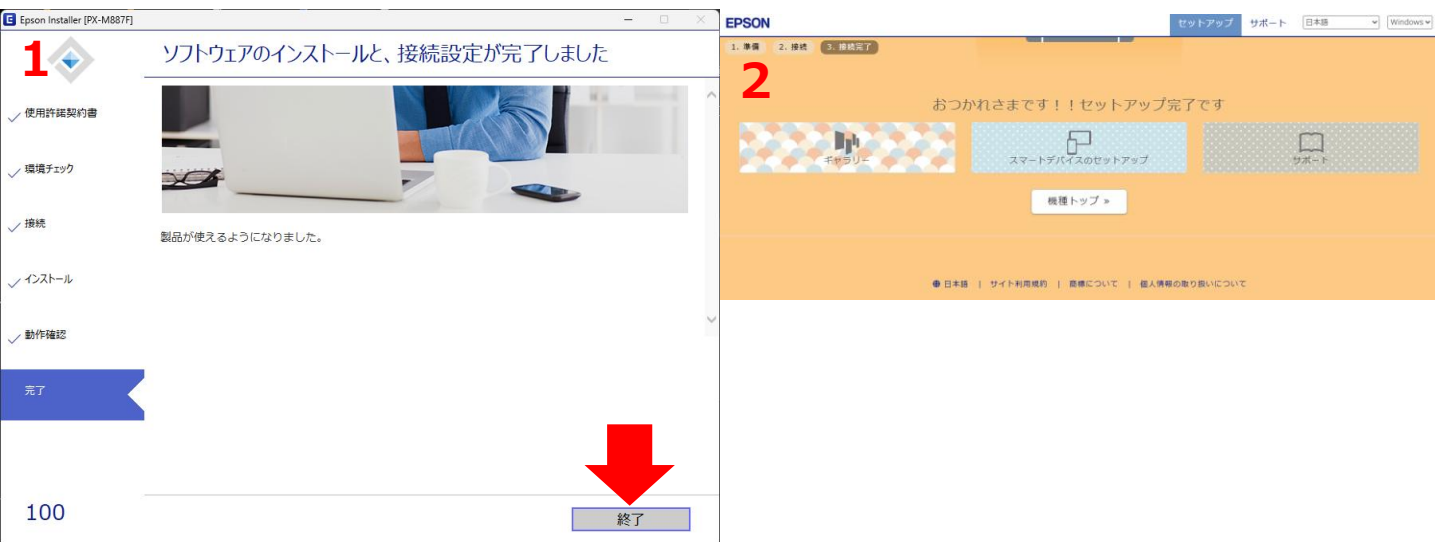 Epson Installer [PX-M887F]
1
ソフトウェアのインストールと、接続設定が完了しました
使用許諾契約書
環境チェック
接続
インストール
動作確認
完了
製品が使えるようになりました。
100
終了
EPSON
セットアップ サポート 日本語 Windows
1. 準備 2. 接続 3. 接続完了
2
おつかれさまです！！セットアップ完了です
ギャラリー スマートデバイスのセットアップ サポート
機種トップ »
日本語 | サイト利用規約 | 商標について | 個人情報の取り扱いについて